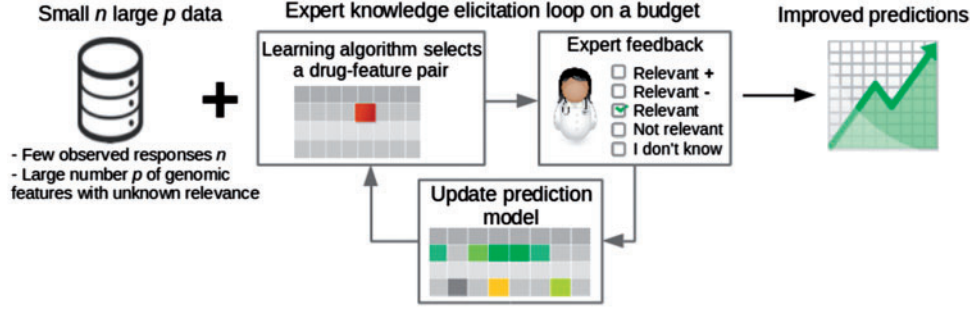 Small n large p data
Expert knowledge elicitation loop on a budget
Improved predictions
Learning algorithm selects
a drug-feature pair
Expert feedback
Relevant +
Relevant -
Relevant
Not relevant
I don't know
- Few observed responses n
- Large number p of genomic
features with unknown relevance
Update prediction
model